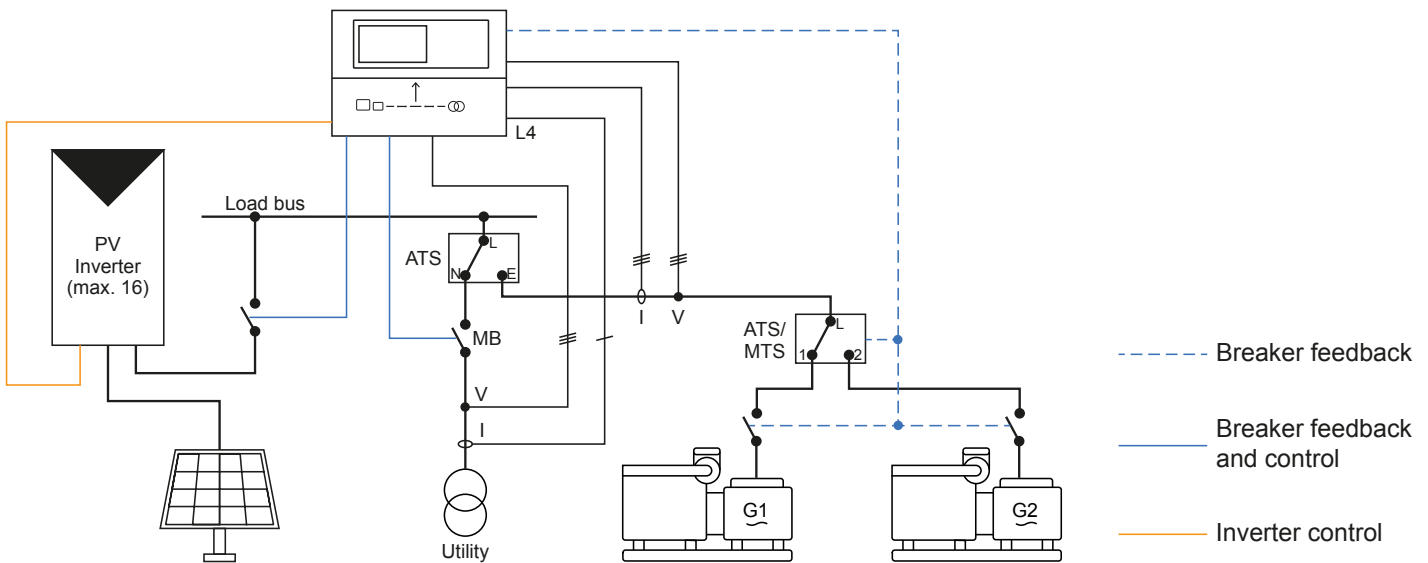 L4
Load bus
PV
Inverter
(max. 16)
ATS
L
N
E
I
V
MB
ATS/
MTS
L
1
2
V
I
Utility
G1
G2
Breaker feedback
Breaker feedback
and control
Inverter control